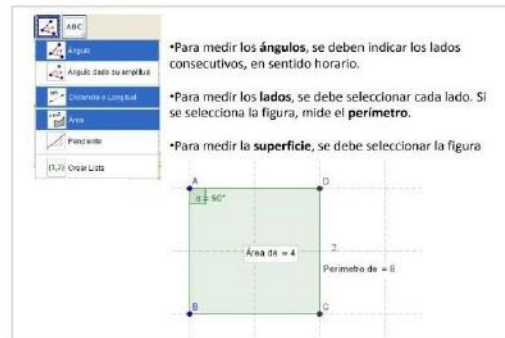 ABC
Ángulo
Ángulo dada su amplitud
Distancia o Longitud
Área
Pendiente
{1,2} Crear Lista
•Para medir los ángulos, se deben indicar los lados
consecutivos, en sentido horario.
•Para medir los lados, se debe seleccionar cada lado. Si
se selecciona la figura, mide el perímetro.
•Para medir la superficie, se debe seleccionar la figura
A
D
α = 90°
Área de = 4
2
Perímetro de = 8
B
C